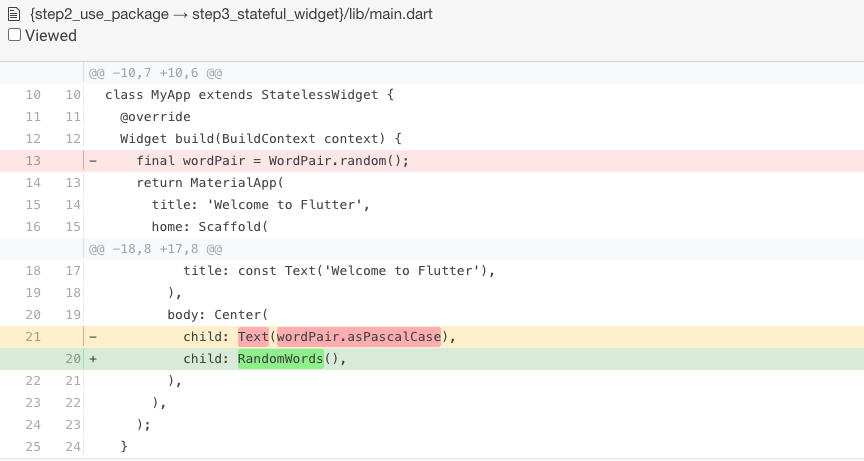 {step2_use_package → step3_stateful_widget}/lib/main.dart
Viewed
@@ -10,7 +10,6 @@
10 10 class MyApp extends StatelessWidget {
11 11 @override
12 12 Widget build(BuildContext context) {
13 - final wordPair = WordPair.random();
14 13 return MaterialApp(
15 14 title: 'Welcome to Flutter',
16 15 home: Scaffold(
@@ -18,8 +17,8 @@
18 17 title: const Text('Welcome to Flutter'),
19 18 ),
20 19 body: Center(
21 - child: Text(wordPair.asPascalCase),
20 + child: RandomWords(),
22 21 ),
23 22 ),
24 23 );
25 24 }